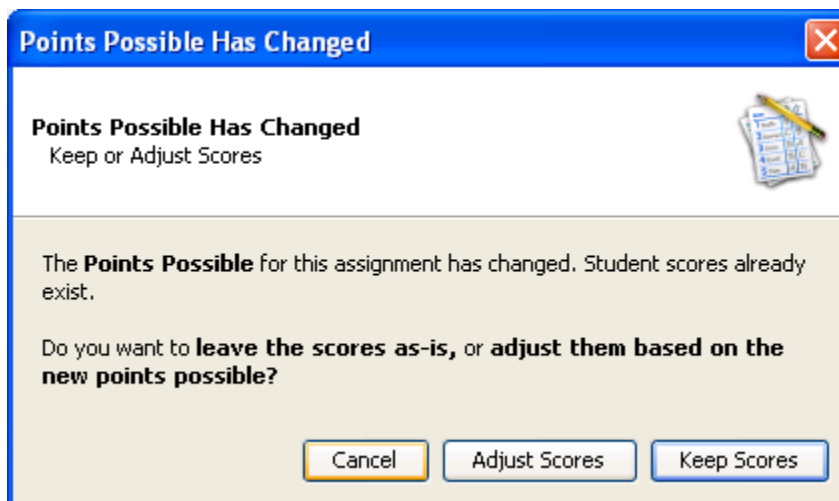 Points Possible Has Changed
Points Possible Has Changed
Keep or Adjust Scores
The Points Possible for this assignment has changed. Student scores already
exist.
Do you want to leave the scores as-is, or adjust them based on the
new points possible?
Cancel
Adjust Scores
Keep Scores